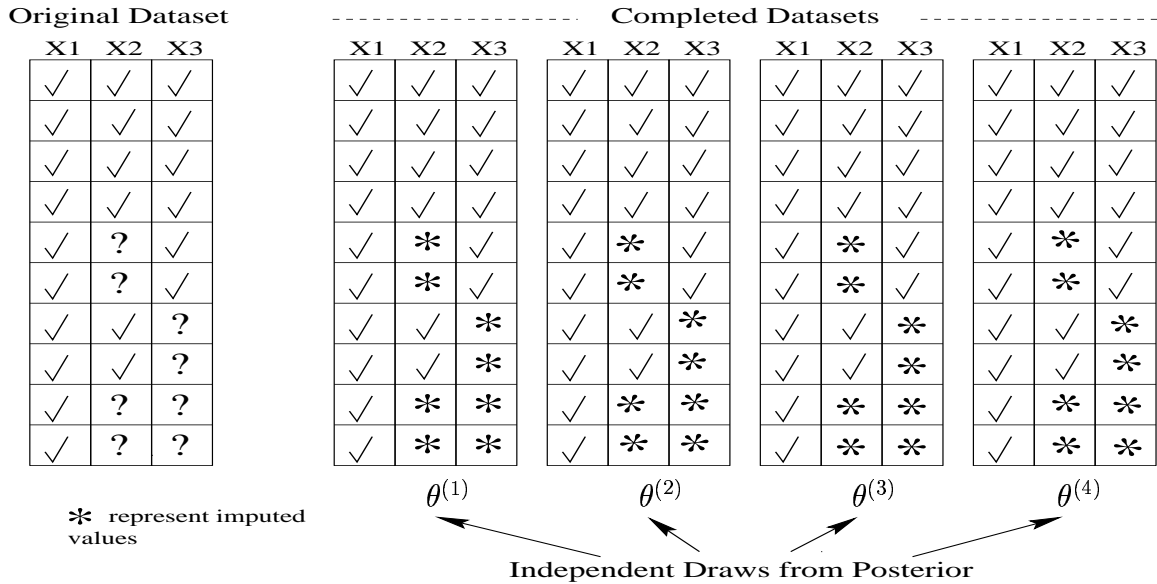 Original Dataset
Completed Datasets
X1 X2 X3 X1 X2 X3 X1 X2 X3 X1 X2 X3 X1 X2 X3
✓ ✓ ✓ ✓ ✓ ✓ ✓ ✓ ✓ ✓ ✓ ✓ ✓ ✓ ✓
✓ ✓ ✓ ✓ ✓ ✓ ✓ ✓ ✓ ✓ ✓ ✓ ✓ ✓ ✓
✓ ✓ ✓ ✓ ✓ ✓ ✓ ✓ ✓ ✓ ✓ ✓ ✓ ✓ ✓
✓ ✓ ✓ ✓ ✓ ✓ ✓ ✓ ✓ ✓ ✓ ✓ ✓ ✓ ✓
✓ ? ✓ ✓ * ✓ ✓ * ✓ ✓ * ✓ ✓ * ✓
✓ ? ✓ ✓ * ✓ ✓ * ✓ ✓ * ✓ ✓ * ✓
✓ ✓ ? ✓ ✓ * ✓ ✓ * ✓ ✓ * ✓ ✓ *
✓ ✓ ? ✓ ✓ * ✓ ✓ * ✓ ✓ * ✓ ✓ *
✓ ? ? ✓ * * ✓ * * ✓ * * ✓ * *
✓ ? ? ✓ * * ✓ * * ✓ * * ✓ * *
θ^(1) θ^(2) θ^(3) θ^(4)
* represent imputed
values
Independent Draws from Posterior